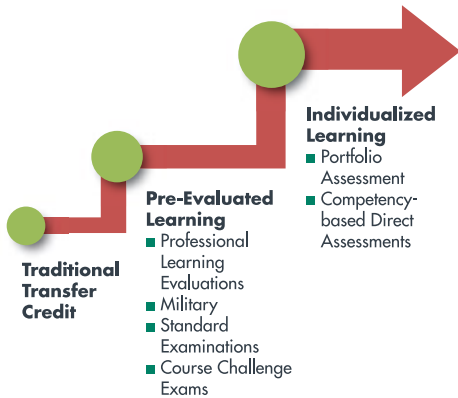 Individualized
Learning
Portfolio
Assessment
Competency-
based Direct
Assessments
Pre-Evaluated
Learning
Professional
Learning
Evaluations
Military
Standard
Examinations
Course Challenge
Exams
Traditional
Transfer
Credit